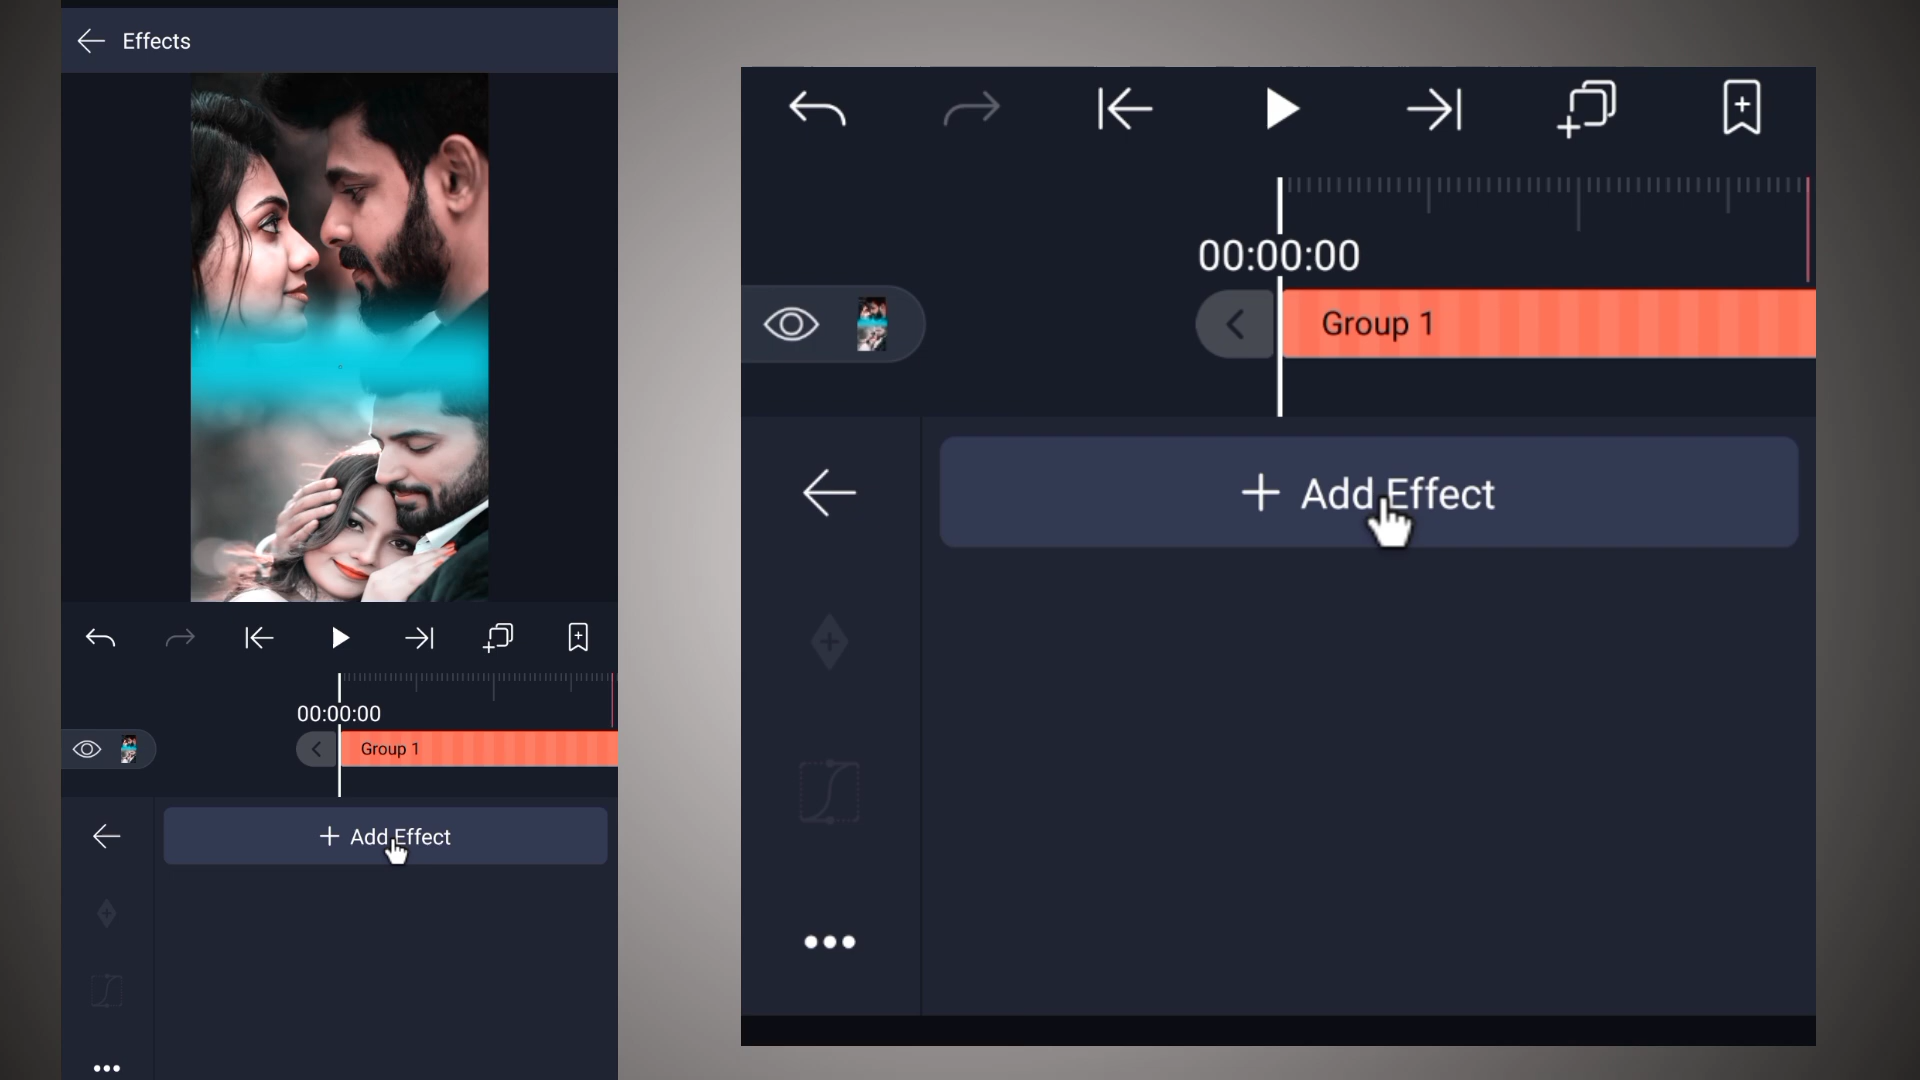 Effects
00:00:00
Group 1
+ Add Effect
00:00:00
Group 1
+ Add Effect